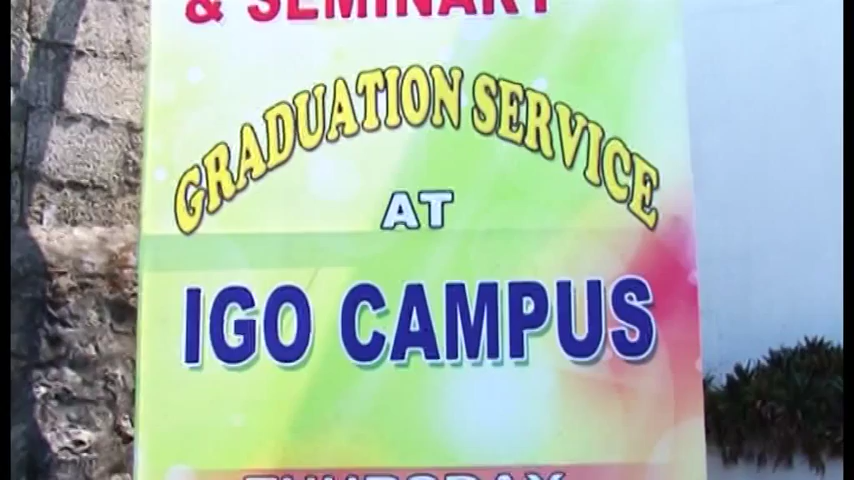 & SEMINARY
GRADUATION SERVICE
AT
IGO CAMPUS
THURSDAY